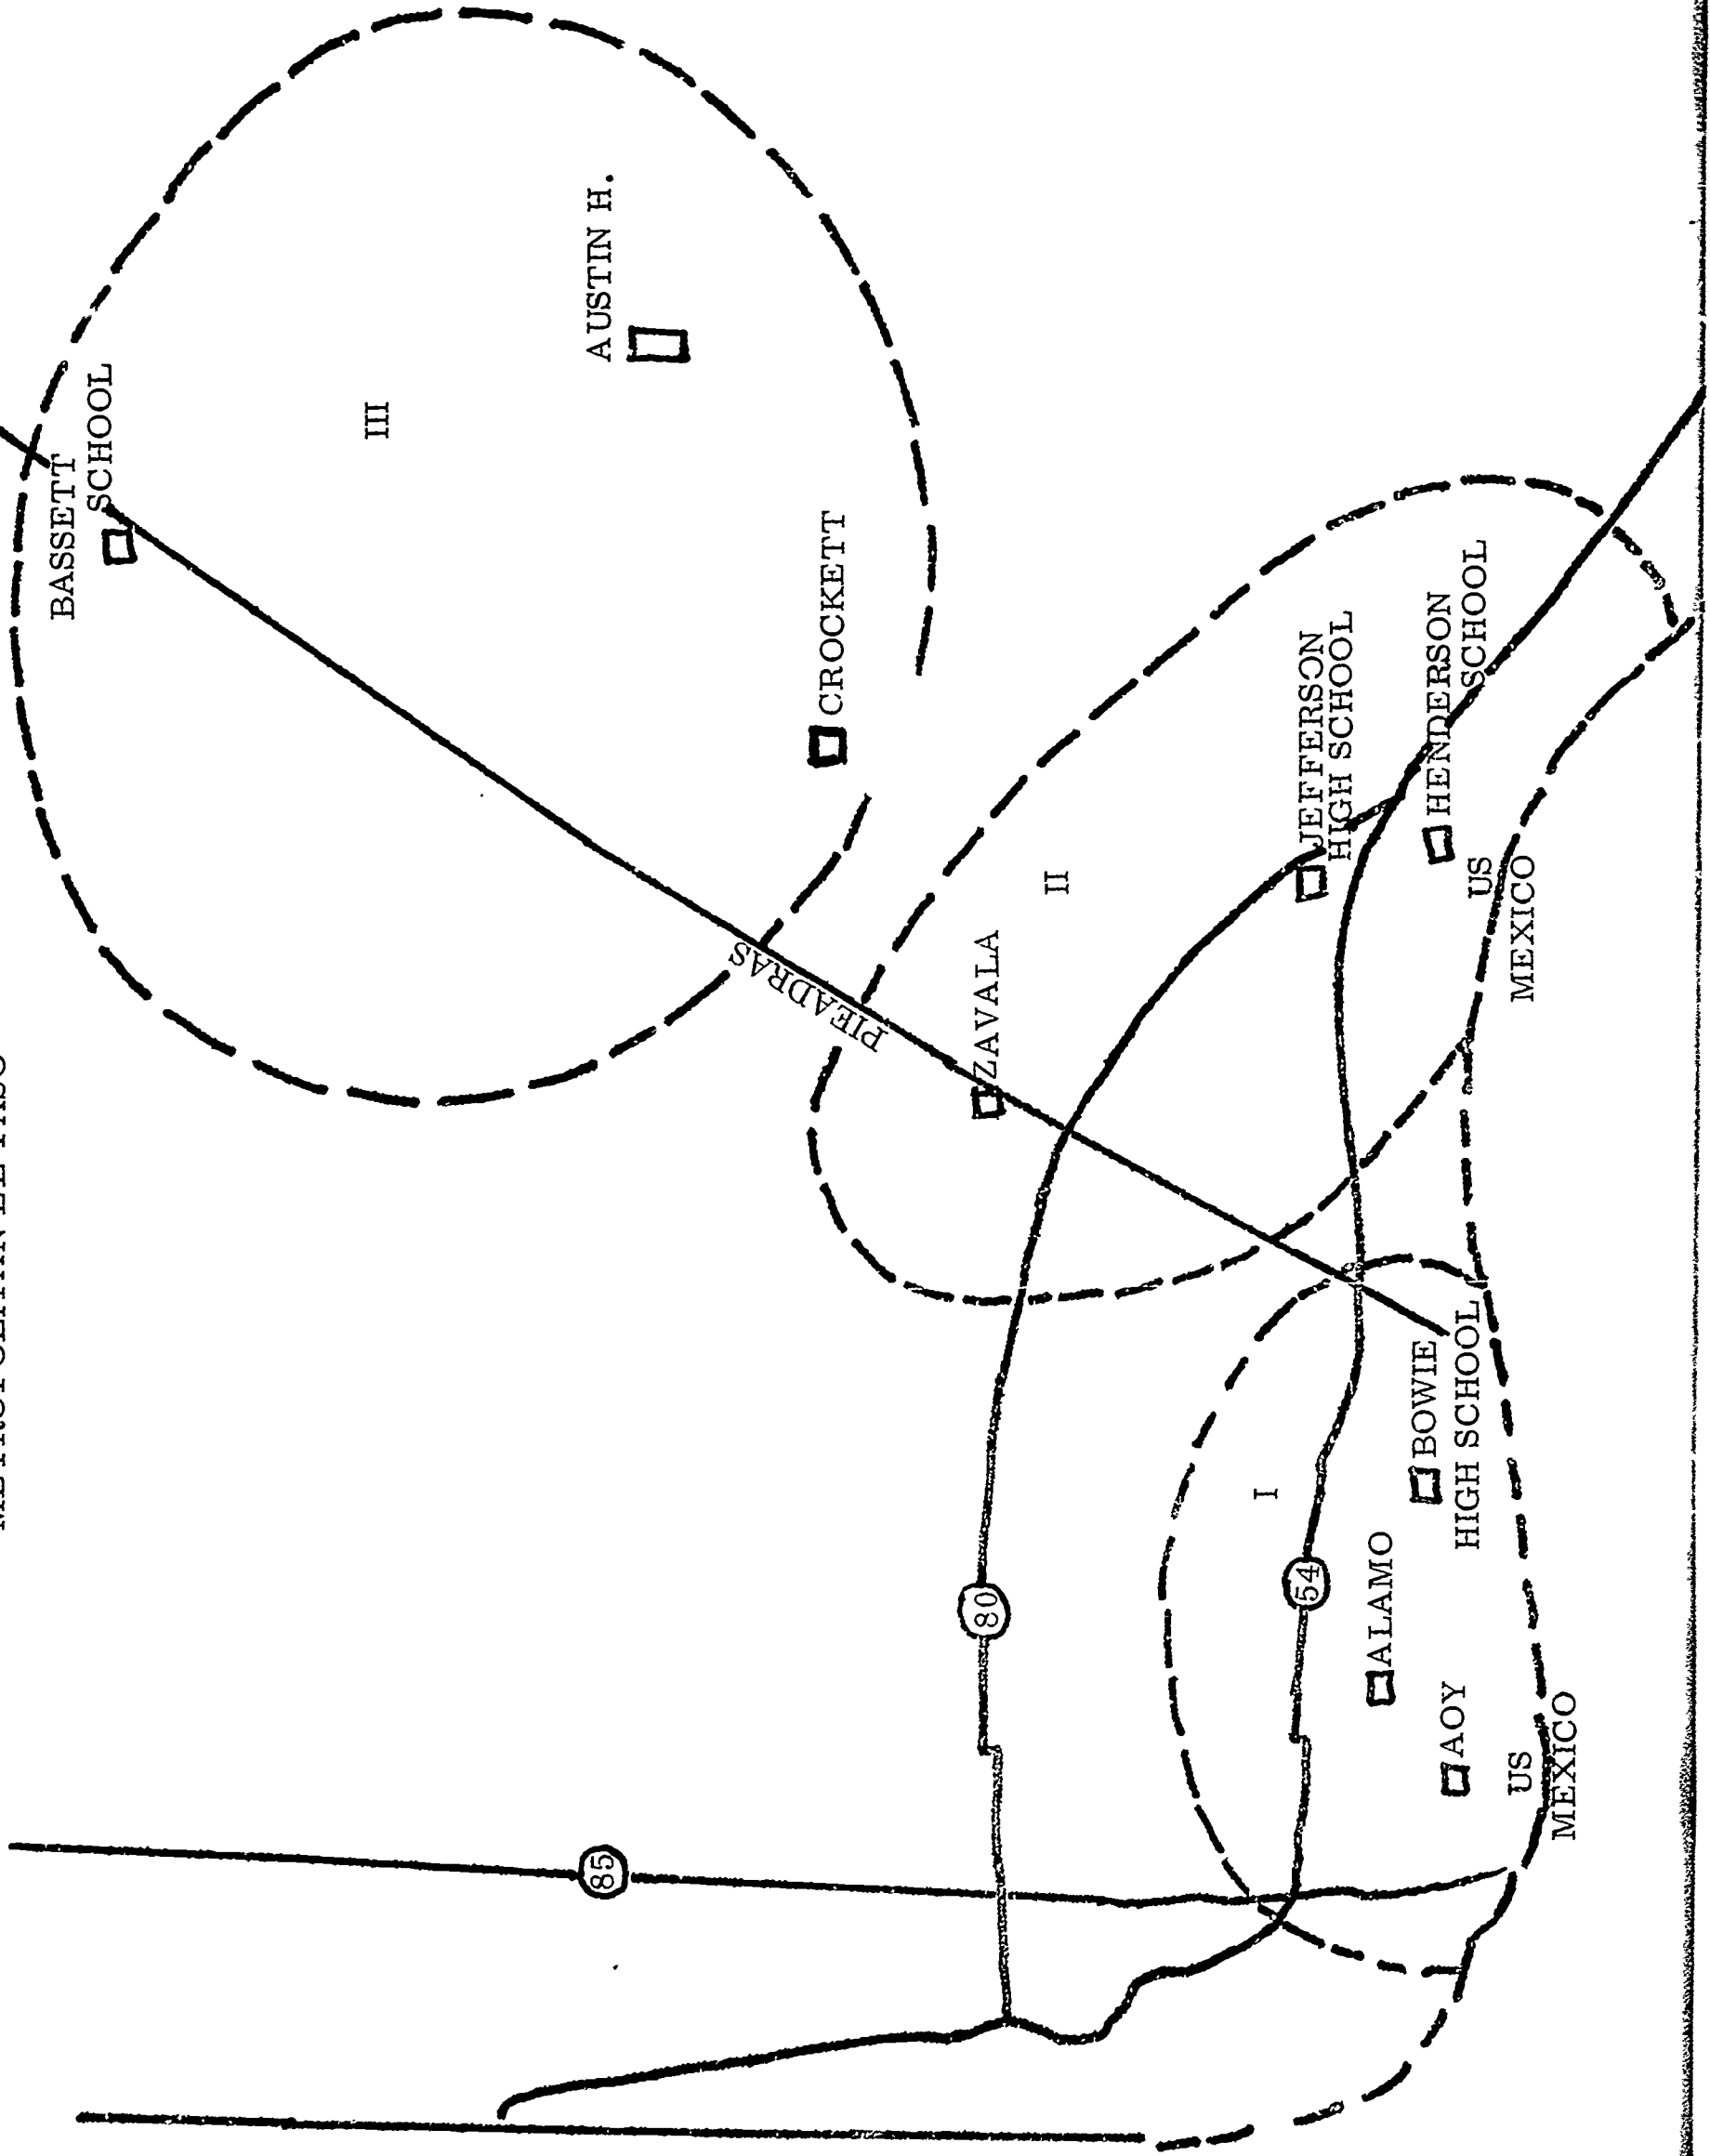 METROPOLITAN EL PASO
BASSETT
SCHOOL
III
AUSTIN H.
CROCKETT
PIEADRAS
ZAVALA
II
JEFFERSON
HIGH SCHOOL
HENDERSON
SCHOOL
US
MEXICO
85
80
54
I
ALAMO
BOWIE
HIGH SCHOOL
AOY
US
MEXICO